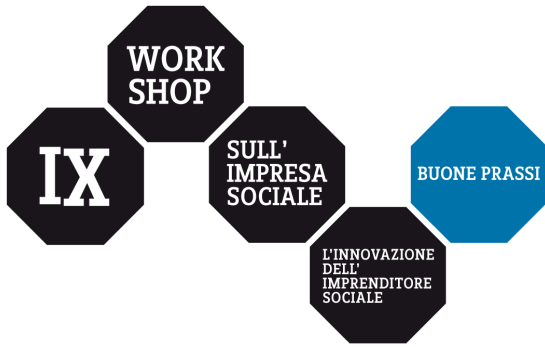 IX
WORK
SHOP
SULL'
IMPRESA
SOCIALE
L'INNOVAZIONE
DELL'
IMPRENDITORE
SOCIALE
BUONE PRASSI